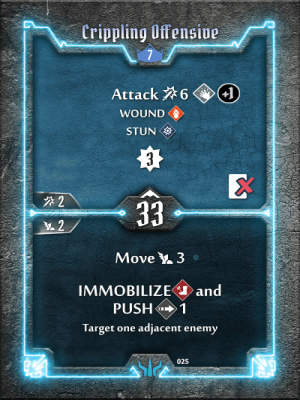 Crippling Offensive
7
Attack 6 +1
WOUND
STUN
3
2
33
2
Move 3
IMMOBILIZE and
PUSH 1
Target one adjacent enemy
025